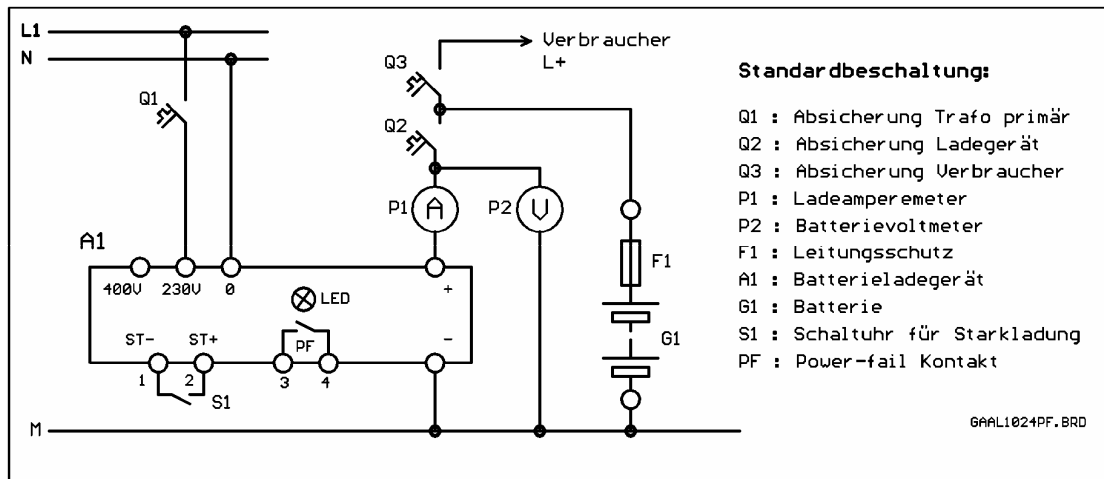 L1
N
Q1
Q3
Q2
Verbraucher
L+
P1
A
P2
V
A1
400V
230V
0
+
LED
ST-
ST+
PF
-
1
2
3
4
S1
F1
G1
M
Standardbeschaltung:
Q1 : Absicherung Trafo primär
Q2 : Absicherung Ladegerät
Q3 : Absicherung Verbraucher
P1 : Ladeamperemeter
P2 : Batterievoltmeter
F1 : Leitungsschutz
A1 : Batterieladegerät
G1 : Batterie
S1 : Schaltuhr für Starkladung
PF : Power-fail Kontakt
GAAL1024PF.BRD